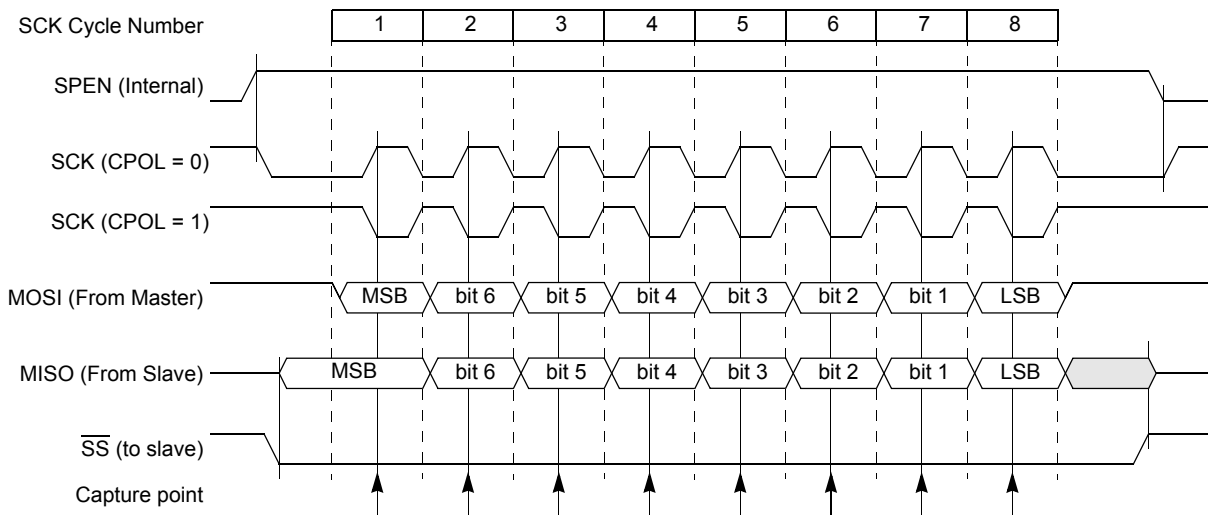 SCK Cycle Number 1 2 3 4 5 6 7 8
SPEN (Internal)
SCK (CPOL = 0)
SCK (CPOL = 1)
MOSI (From Master) MSB bit 6 bit 5 bit 4 bit 3 bit 2 bit 1 LSB
MISO (From Slave) MSB bit 6 bit 5 bit 4 bit 3 bit 2 bit 1 LSB
SS (to slave)
Capture point